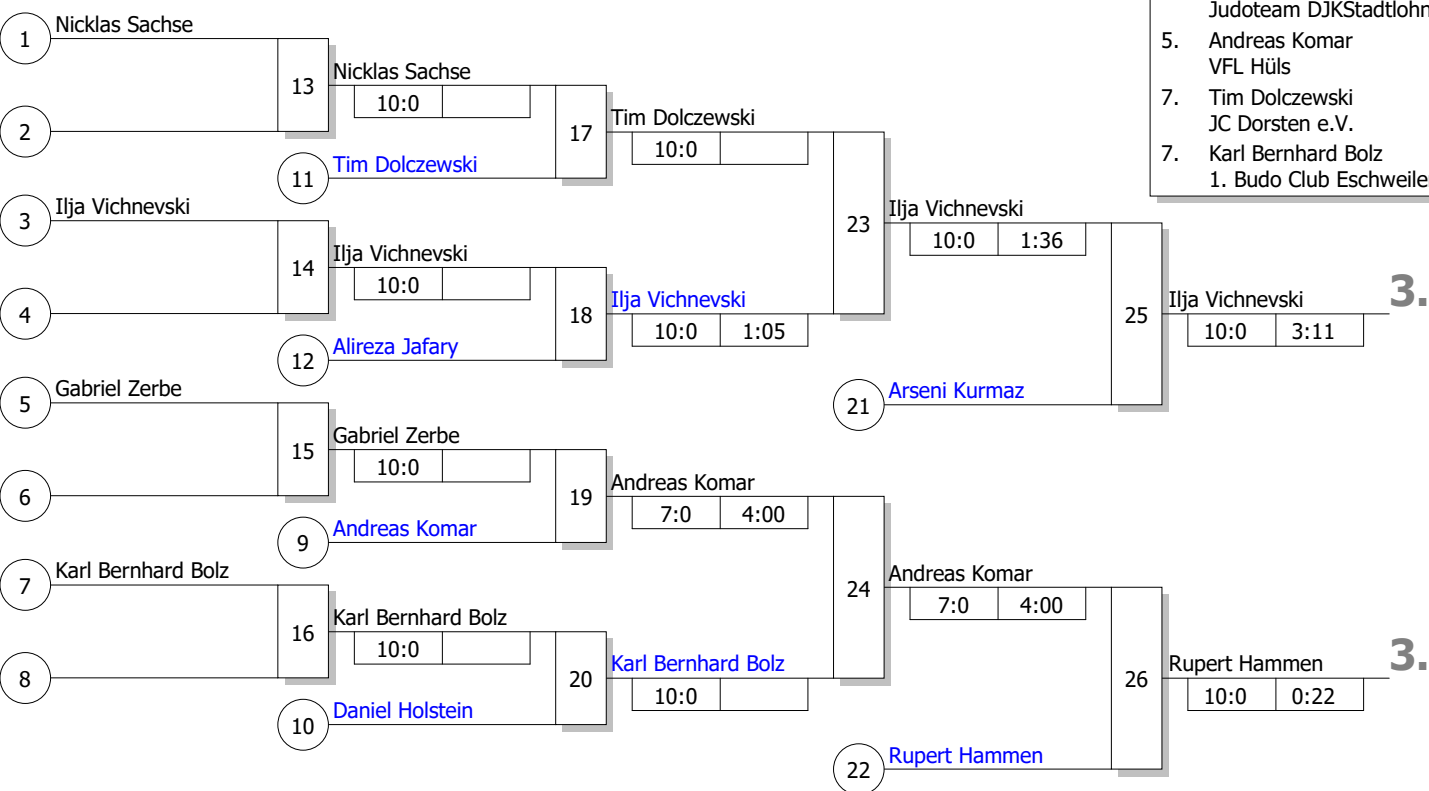 Judoteam DJKStadtlohn
5. Andreas Komar
VFL Hüls
7. Tim Dolczewski
JC Dorsten e.V.
7. Karl Bernhard Bolz
1. Budo Club Eschweiler
1 Nicklas Sachse
2
13
Nicklas Sachse
10:0
11 Tim Dolczewski
17
Tim Dolczewski
10:0
3 Ilja Vichnevski
4
14
Ilja Vichnevski
10:0
12 Alireza Jafary
18
Ilja Vichnevski
10:0 1:05
23
Ilja Vichnevski
10:0 1:36
21 Arseni Kurmaz
25
Ilja Vichnevski 3.
10:0 3:11
5 Gabriel Zerbe
6
15
Gabriel Zerbe
10:0
9 Andreas Komar
19
Andreas Komar
7:0 4:00
7 Karl Bernhard Bolz
8
16
Karl Bernhard Bolz
10:0
10 Daniel Holstein
20
Karl Bernhard Bolz
10:0
24
Andreas Komar
7:0 4:00
22 Rupert Hammen
26
Rupert Hammen 3.
10:0 0:22